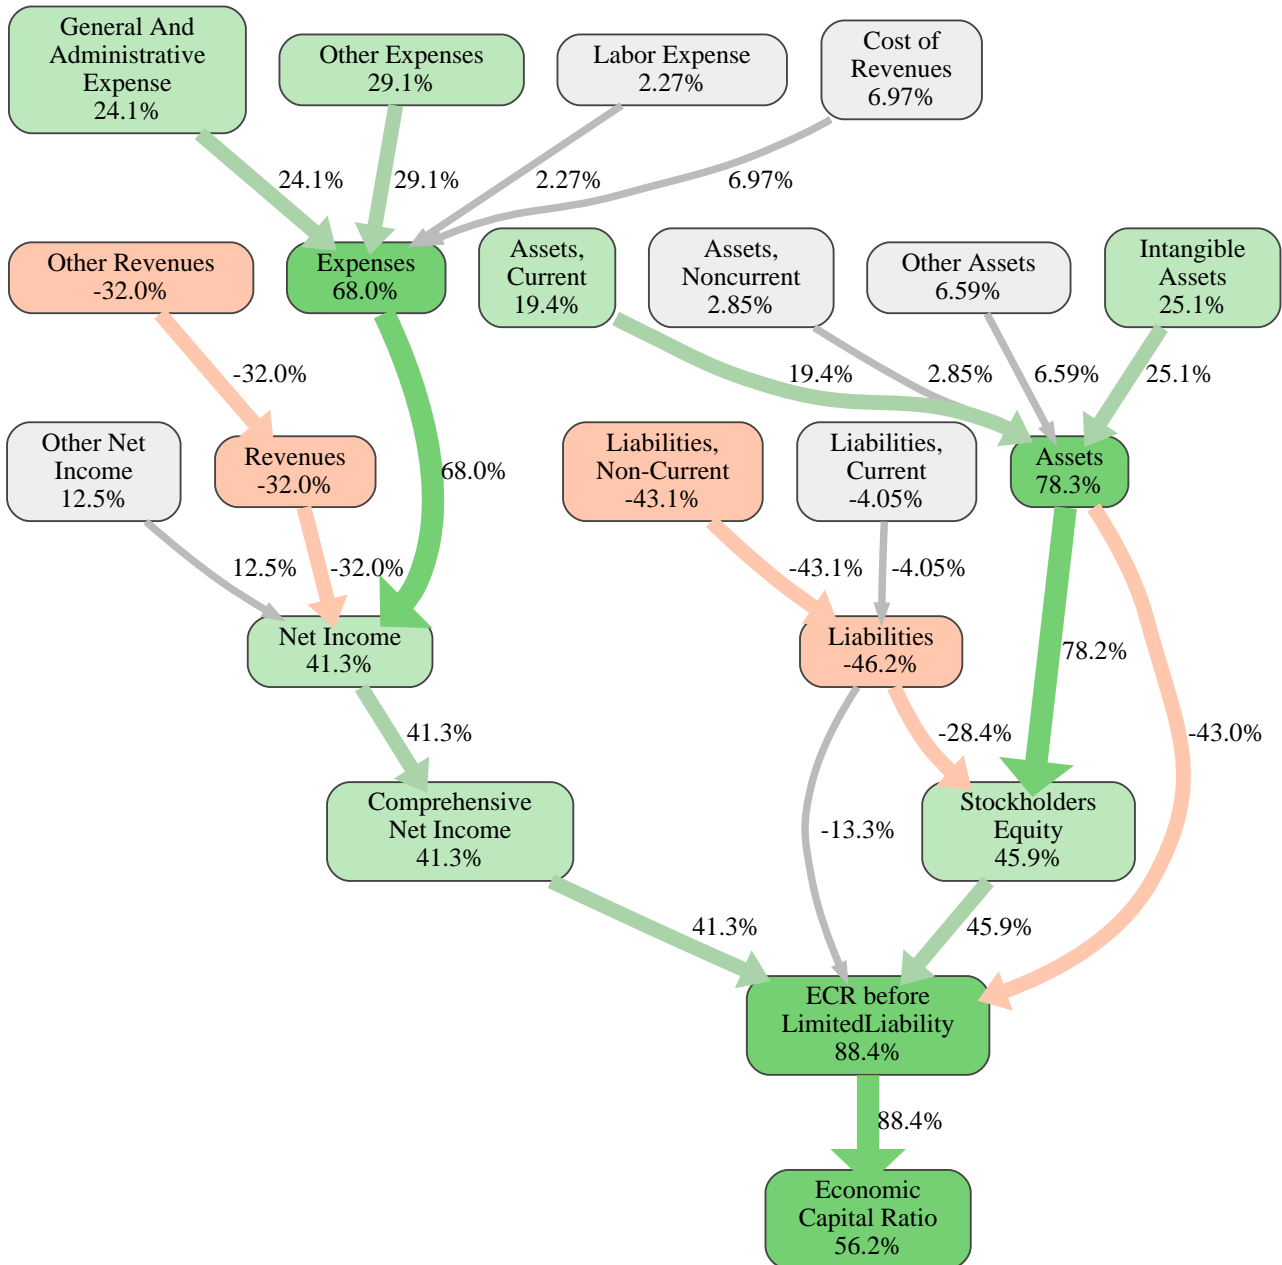 General And
Administrative
Expense
24.1%
Other Expenses
29.1%
Labor Expense
2.27%
Cost of
Revenues
6.97%
24.1%
29.1%
2.27%
6.97%
Other Revenues
-32.0%
Expenses
68.0%
Assets,
Current
19.4%
Assets,
Noncurrent
2.85%
Other Assets
6.59%
Intangible
Assets
25.1%
-32.0%
19.4%
2.85%
6.59%
25.1%
Other Net
Income
12.5%
Revenues
-32.0%
68.0%
Liabilities,
Non-Current
-43.1%
Liabilities,
Current
-4.05%
Assets
78.3%
12.5%
-32.0%
-43.1%
-4.05%
Net Income
41.3%
Liabilities
-46.2%
78.2%
41.3%
-28.4%
-43.0%
Comprehensive
Net Income
41.3%
-13.3%
Stockholders
Equity
45.9%
41.3%
45.9%
ECR before
LimitedLiability
88.4%
88.4%
Economic
Capital Ratio
56.2%